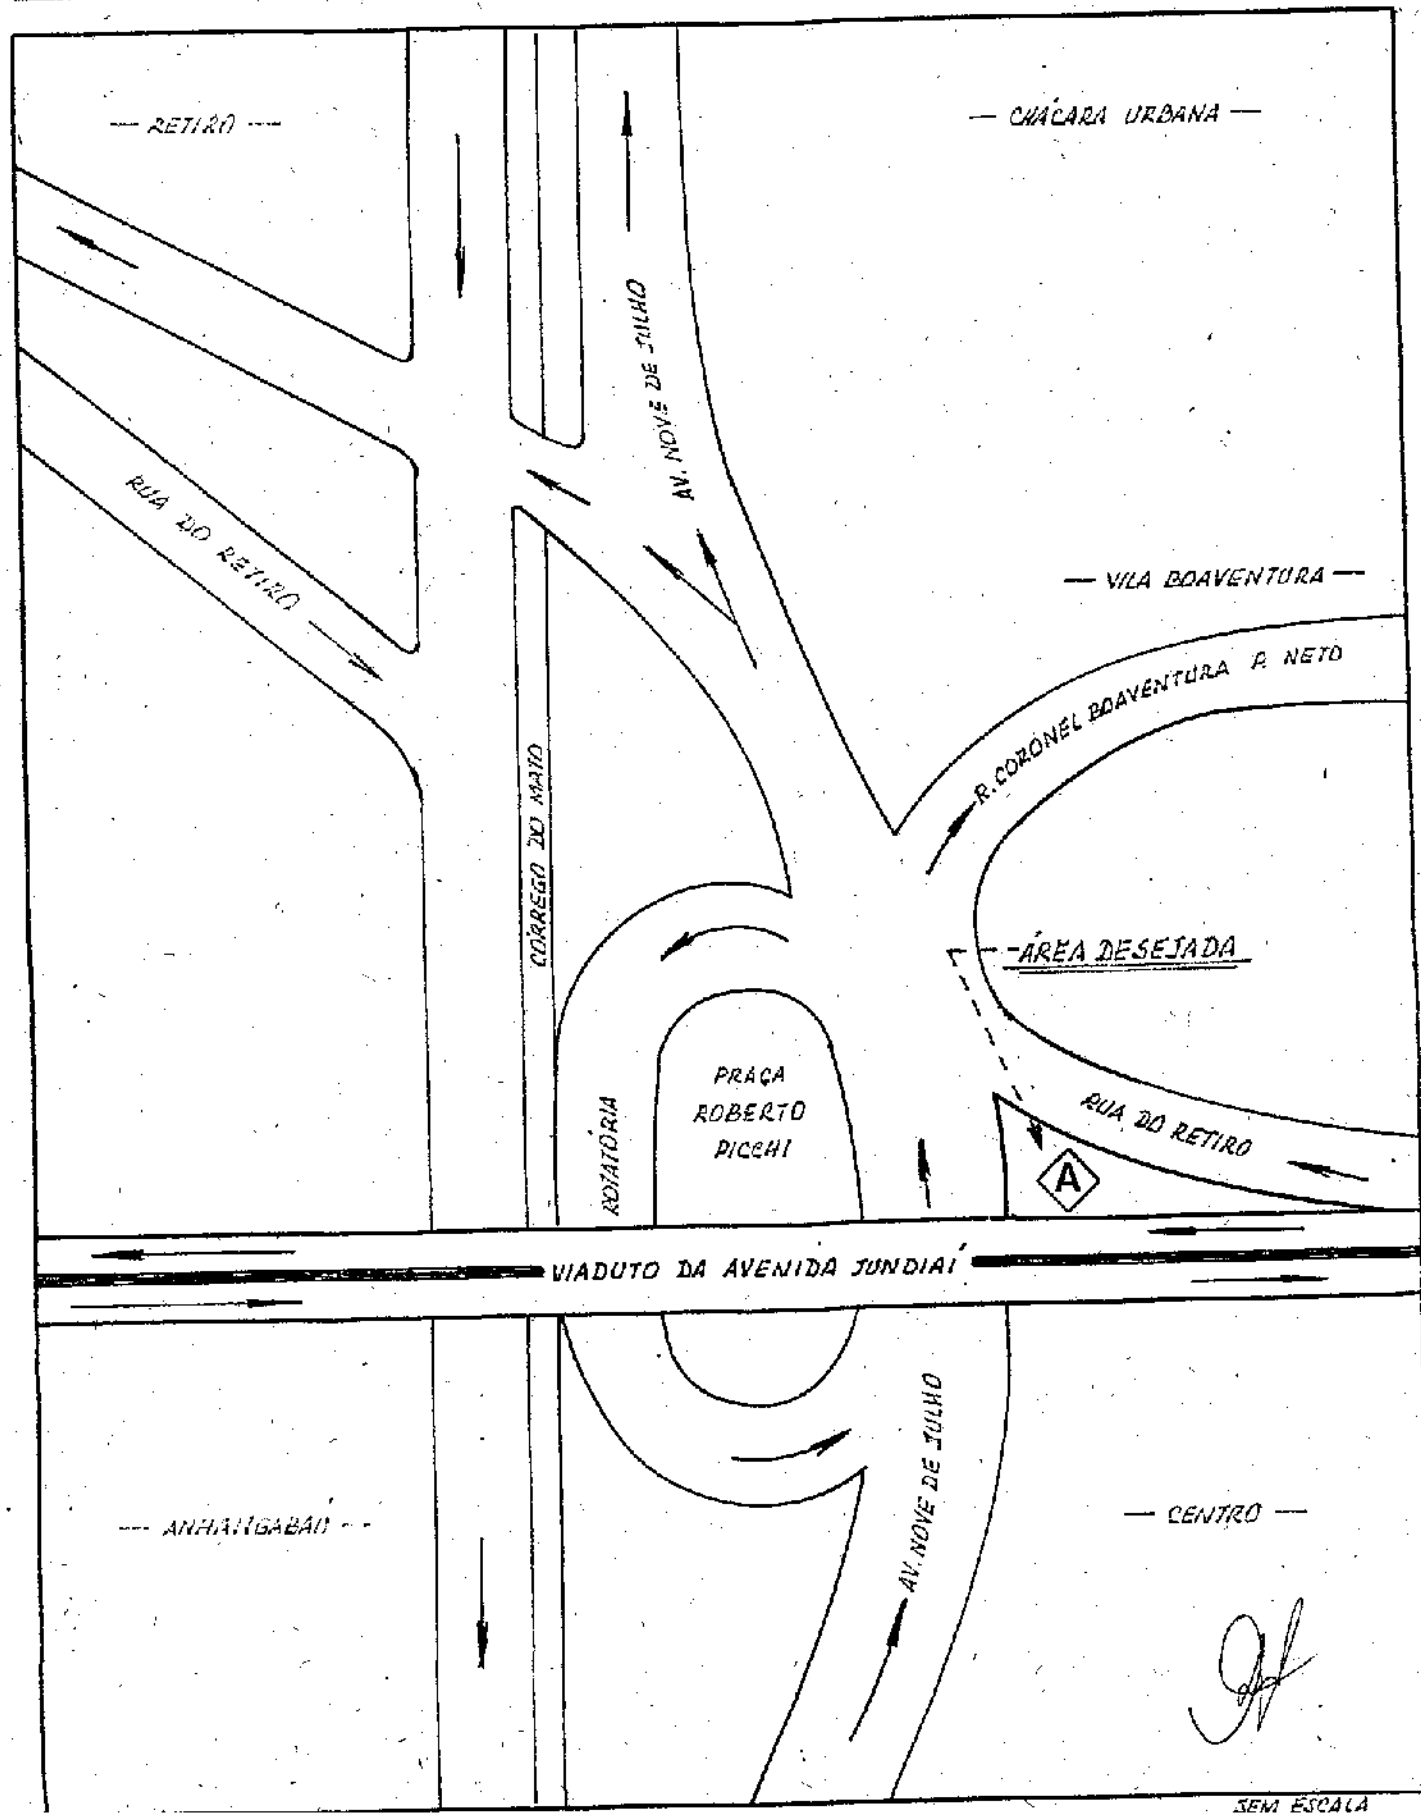 — RETIRO —
— CHÁCARA URBANA —
AV. NOVE DE JULHO
RUA DO RETIRO
— VILA BOAVENTURA —
R. CORONEL BOAVENTURA P. NETO
CÓRREGO DO MATO
ÁREA DESEJADA
PRAÇA
ROBERTO
PICCHI
ROTATÓRIA
RUA DO RETIRO
A
VIADUTO DA AVENIDA JUNDIAÍ
AV. NOVE DE JULHO
— ANHANGABAÚ —
— CENTRO —
SEM ESCALA